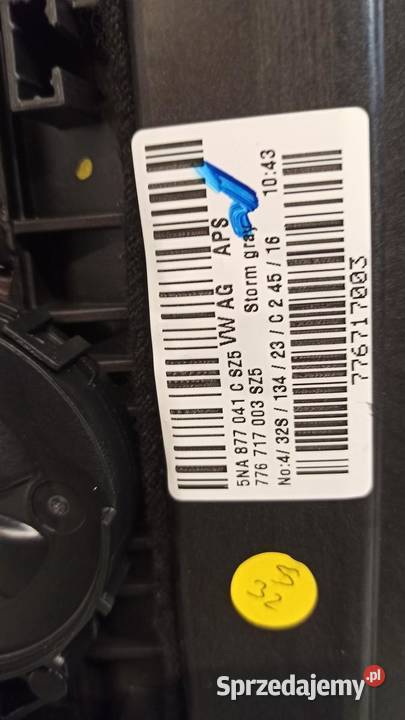 VW AG APS
5NA 877 041 C SZ5 Storm gray
776 717 003 SZ5
No:4/ 32S / 134 / 23 / C 2 45 / 16 10:43
776717003
Sprzedajemy.pl